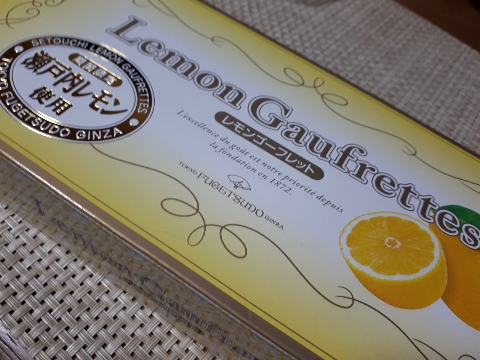 Lemon Gaufrettes
レモンゴーフレット
L'excellence du goût est notre priorité depuis
la fondation en 1872.
TOKYO FUGETSUDO GINZA
SETOUCHI LEMON GAUFRETTES
瀬戸内レモン
使用
TOKYO FUGETSUDO GINZA